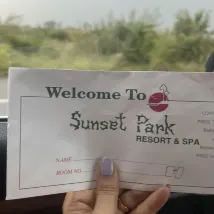 Welcome To
Sunset Park
RESORT & SPA
NAME
ROOM NO.